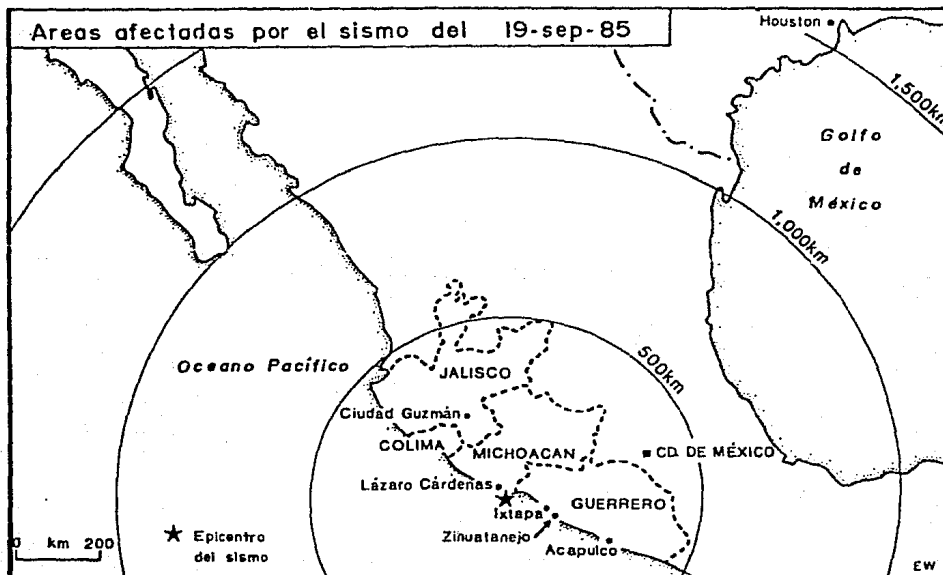 Areas afectadas por el sismo del 19-sep-85
Houston
1,500km
Golfo
de
México
1,000km
Oceano Pacífico
500km
JALISCO
Ciudad Guzmán
COLIMA
MICHOACAN
CD. DE MÉXICO
Lázaro Cárdenas
GUERRERO
Ixtapa
Zihuatanejo
Acapulco
Epicentro
del sismo
0 km 200
EW